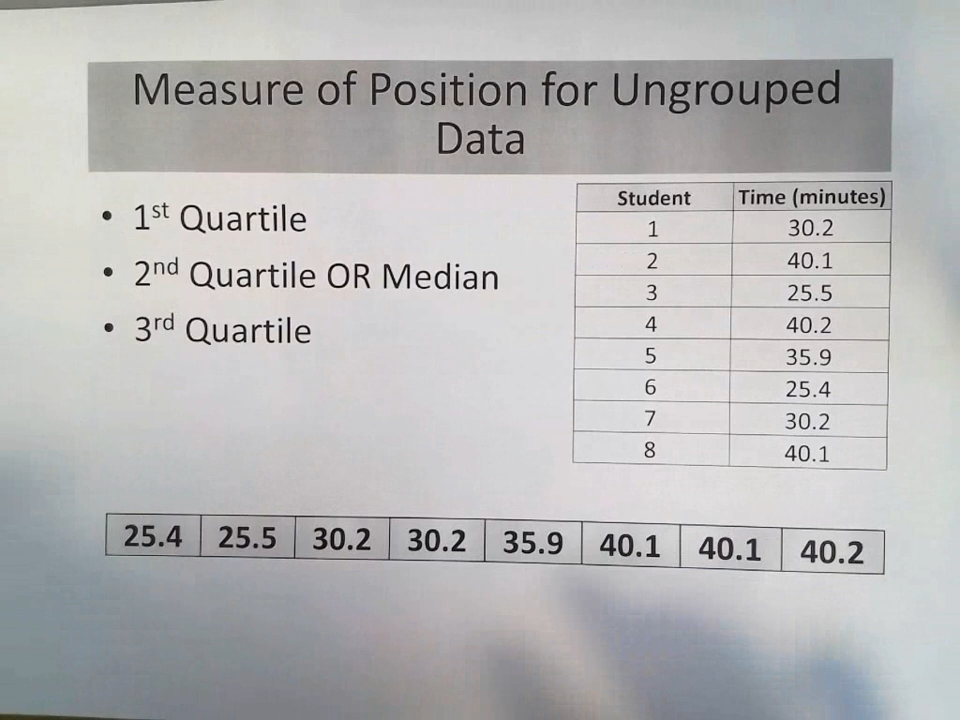 Measure of Position for Ungrouped
Data
• 1st Quartile
• 2nd Quartile OR Median
• 3rd Quartile
Student Time (minutes)
1 30.2
2 40.1
3 25.5
4 40.2
5 35.9
6 25.4
7 30.2
8 40.1
25.4 25.5 30.2 30.2 35.9 40.1 40.1 40.2